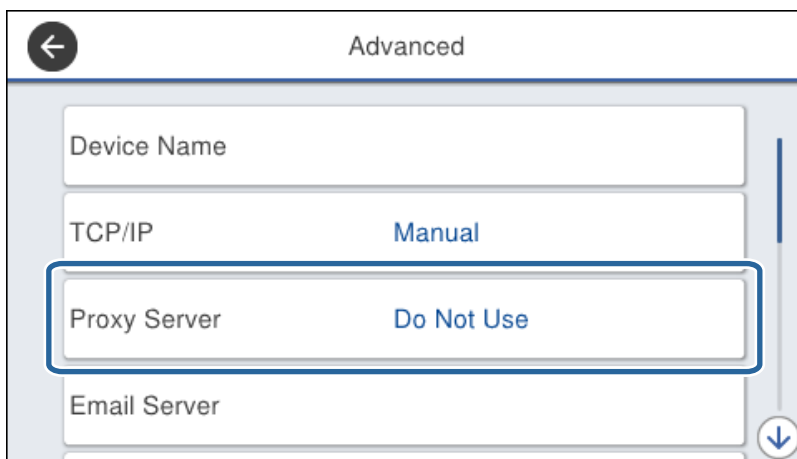 Advanced
Device Name
TCP/IP Manual
Proxy Server Do Not Use
Email Server